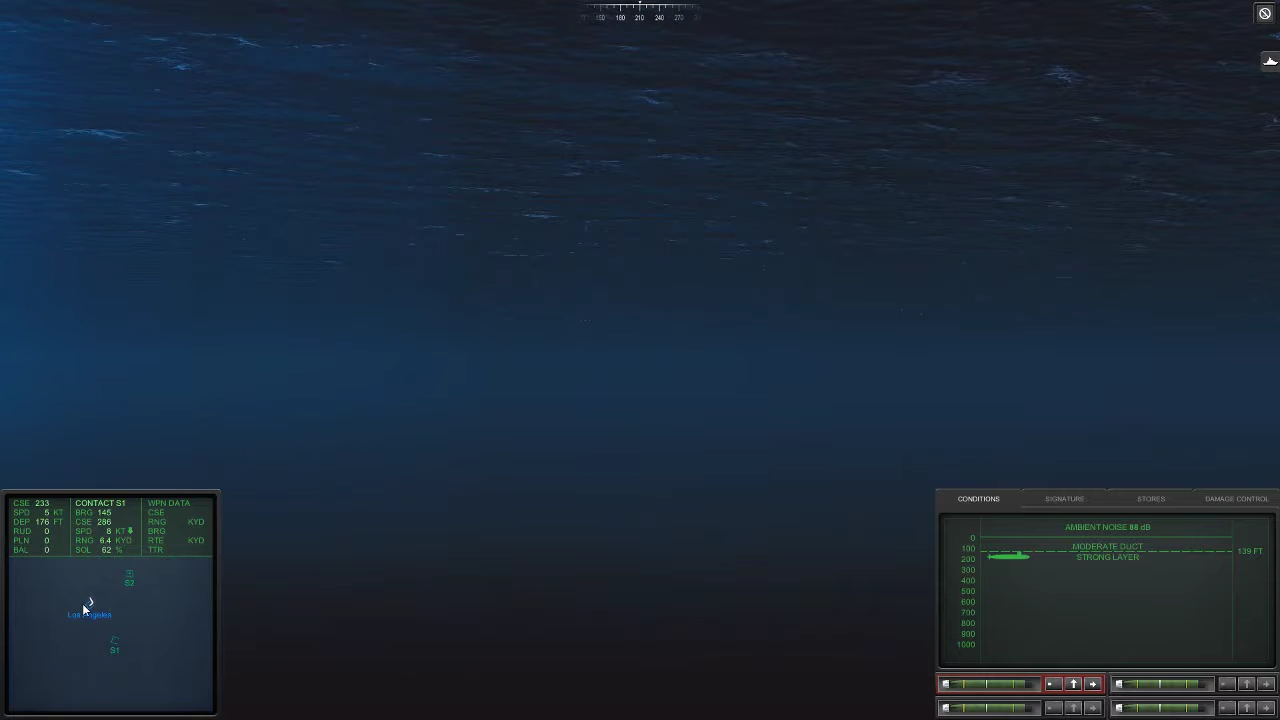 150 180 210 240 270
CSE 233 CONTACT S1 WPN DATA
SPD 5 KT BRG 145 CSE
DEP 176 FT CSE 286 RNG KYD
RUD 0 SPD 8 KT BRG
PLN 0 RNG 6.4 KYD RTE KYD
BAL 0 SOL 62 % TTR
S2
Los Angeles
S1
CONDITIONS SIGNATURE STORES DAMAGE CONTROL
AMBIENT NOISE 88 dB
0
100 MODERATE DUCT 139 FT
200 STRONG LAYER
300
400
500
600
700
800
900
1000